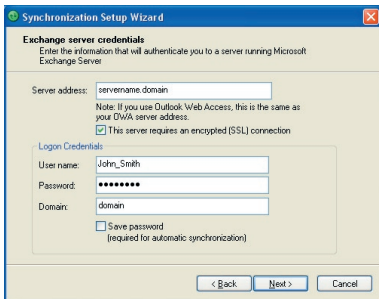 Synchronization Setup Wizard
Exchange server credentials
Enter the information that will authenticate you to a server running Microsoft
Exchange Server
Server address: servername.domain
Note: If you use Outlook Web Access, this is the same as
your OWA server address.
This server requires an encrypted (SSL) connection
Logon Credentials
User name: John_Smith
Password: ••••••••
Domain: domain
Save password
(required for automatic synchronization)
< Back Next > Cancel